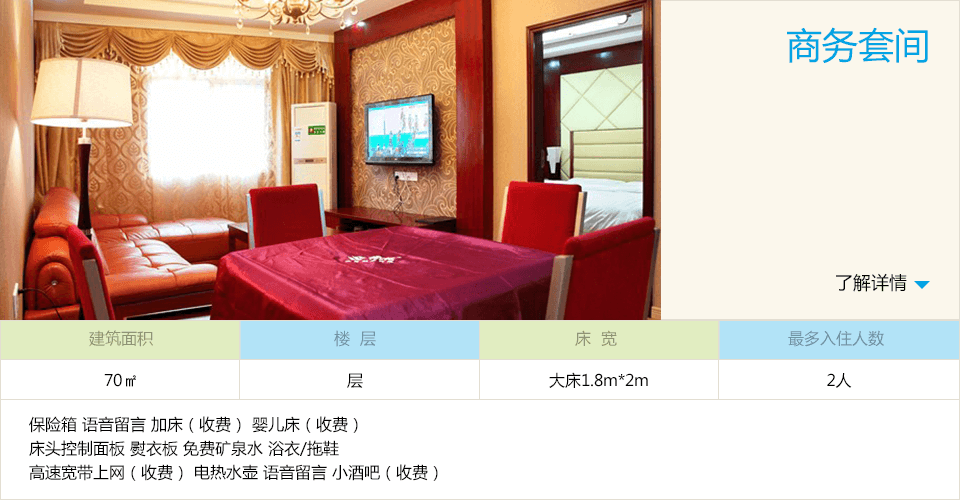 商务套间
了解详情
建筑面积 楼 层 床 宽 最多入住人数
70㎡ 层 大床1.8m*2m 2人
保险箱 语音留言 加床（收费） 婴儿床（收费）
床头控制面板 熨衣板 免费矿泉水 浴衣/拖鞋
高速宽带上网（收费） 电热水壶 语音留言 小酒吧（收费）